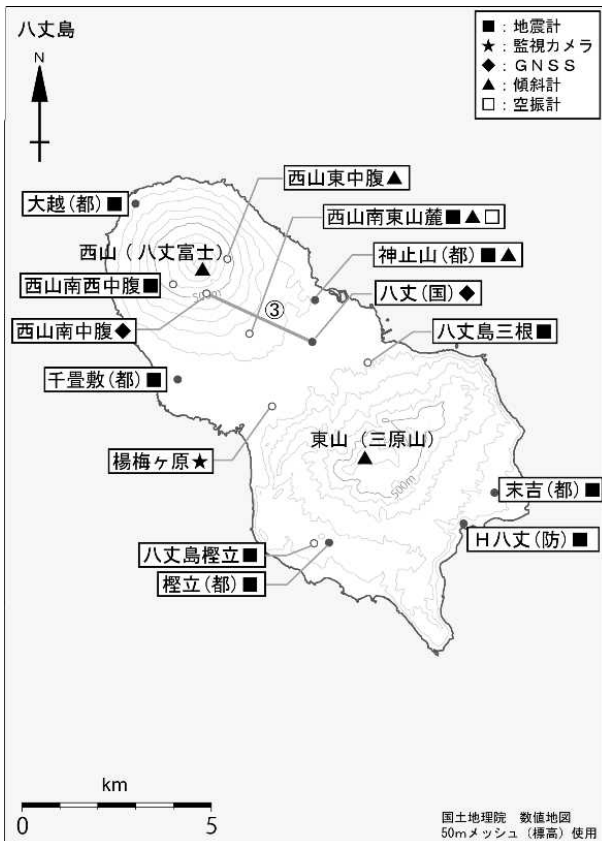 八丈島
■：地震計
★：監視カメラ
◆：ＧＮＳＳ
▲：傾斜計
□：空振計
N
西山東中腹▲
大越(都)■
西山南東山麓■▲□
西山（八丈富士）
神止山(都)■▲
西山南西中腹■
八丈(国)◆
③
西山南中腹◆
八丈島三根■
千畳敷(都)■
東山（三原山）
楊梅ヶ原★
500m
末吉(都)■
Ｈ八丈(防)■
八丈島樫立■
樫立(都)■
km
0 5
国土地理院　数値地図
50mメッシュ（標高）使用